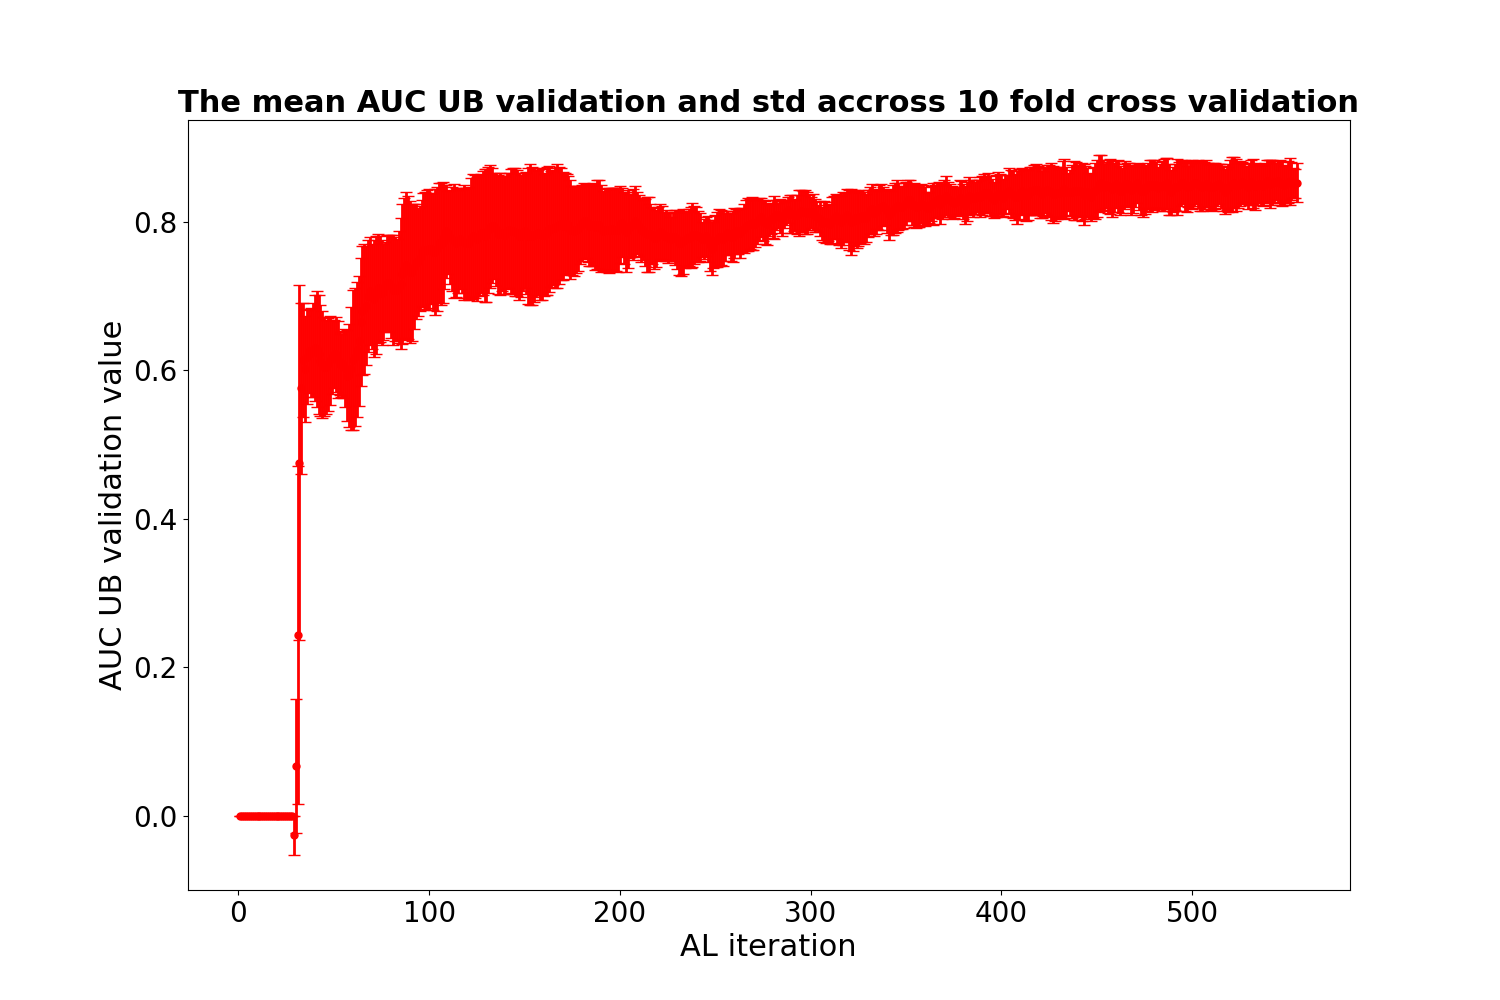 The mean AUC UB validation and std accross 10 fold cross validation
AUC UB validation value
0.8
0.6
0.4
0.2
0.0
0 100 200 300 400 500
AL iteration